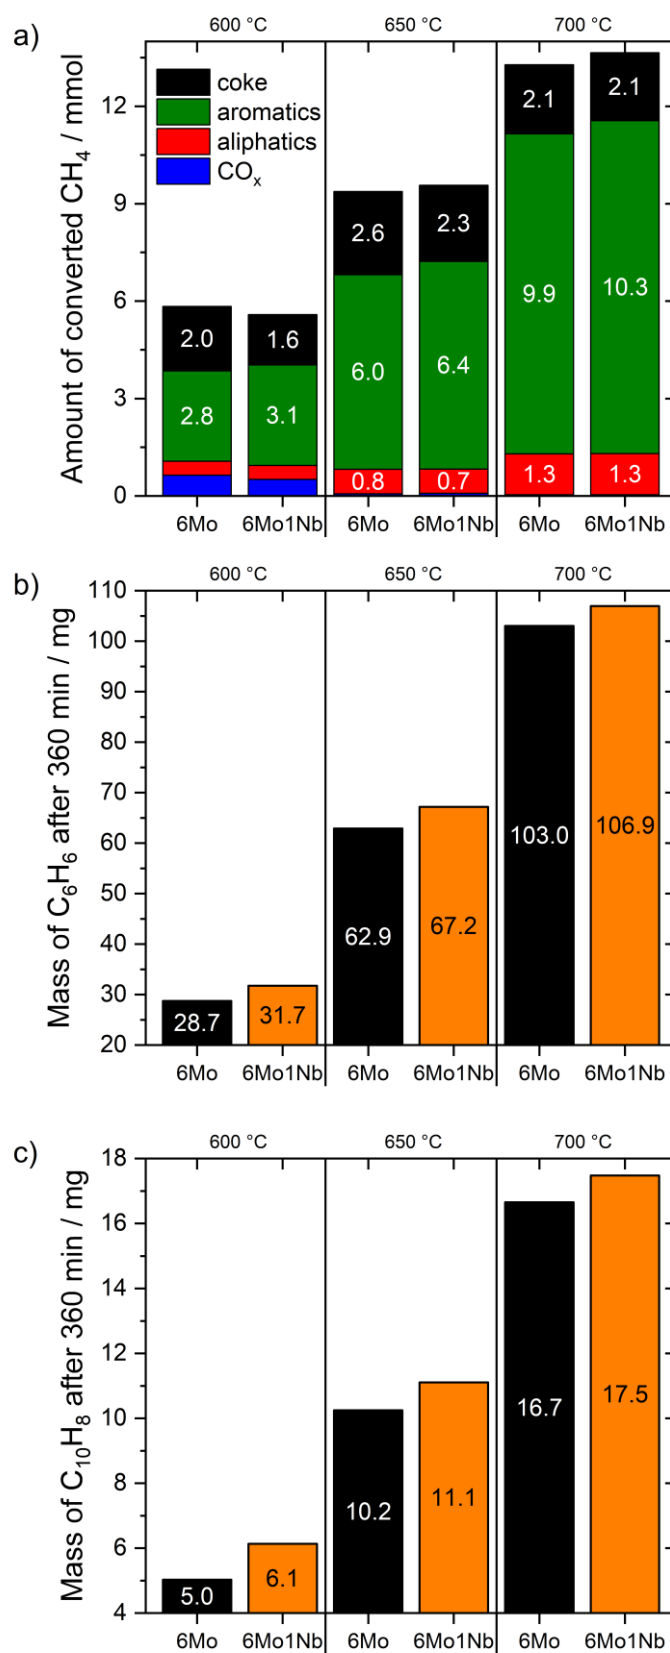 a)
600 °C 650 °C 700 °C
Amount of converted CH₄ / mmol
12
9
6
3
0
coke
aromatics
aliphatics
COₓ
2.0 1.6 2.6 2.3 2.1 2.1
2.8 3.1 6.0 6.4 9.9 10.3
0.8 0.7 1.3 1.3
6Mo 6Mo1Nb 6Mo 6Mo1Nb 6Mo 6Mo1Nb
b)
600 °C 650 °C 700 °C
Mass of C₆H₆ after 360 min / mg
110
100
90
80
70
60
50
40
30
20
28.7 31.7 62.9 67.2 103.0 106.9
6Mo 6Mo1Nb 6Mo 6Mo1Nb 6Mo 6Mo1Nb
c)
600 °C 650 °C 700 °C
Mass of C₁₀H₈ after 360 min / mg
18
16
14
12
10
8
6
4
5.0 6.1 10.2 11.1 16.7 17.5
6Mo 6Mo1Nb 6Mo 6Mo1Nb 6Mo 6Mo1Nb